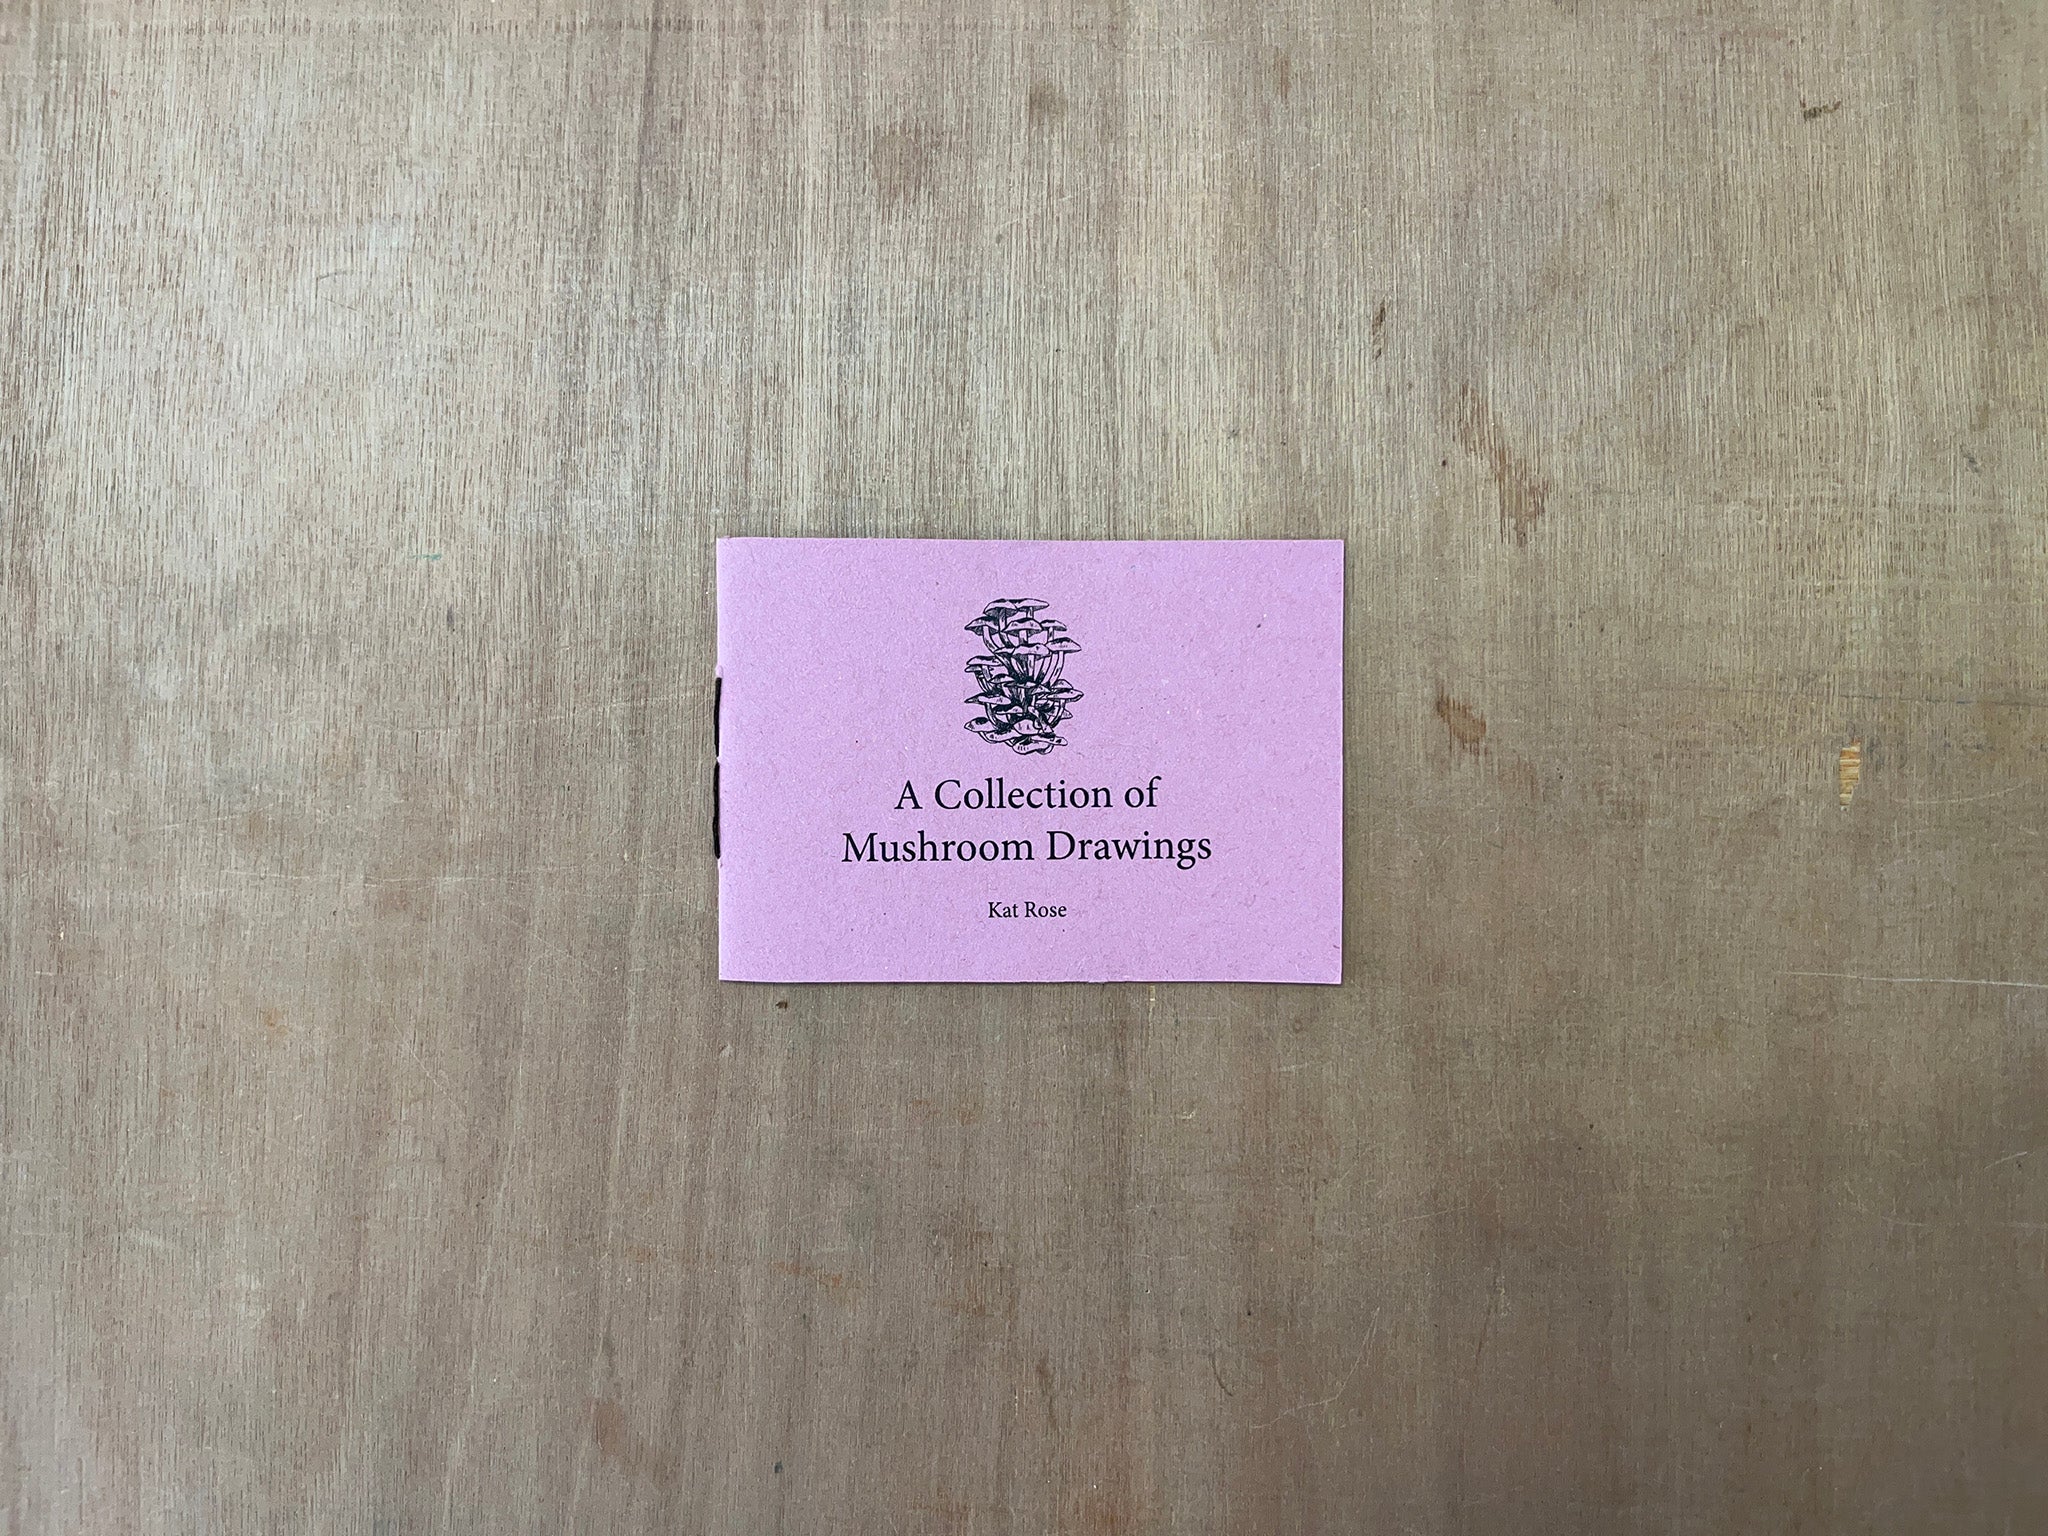 A Collection of
Mushroom Drawings
Kat Rose